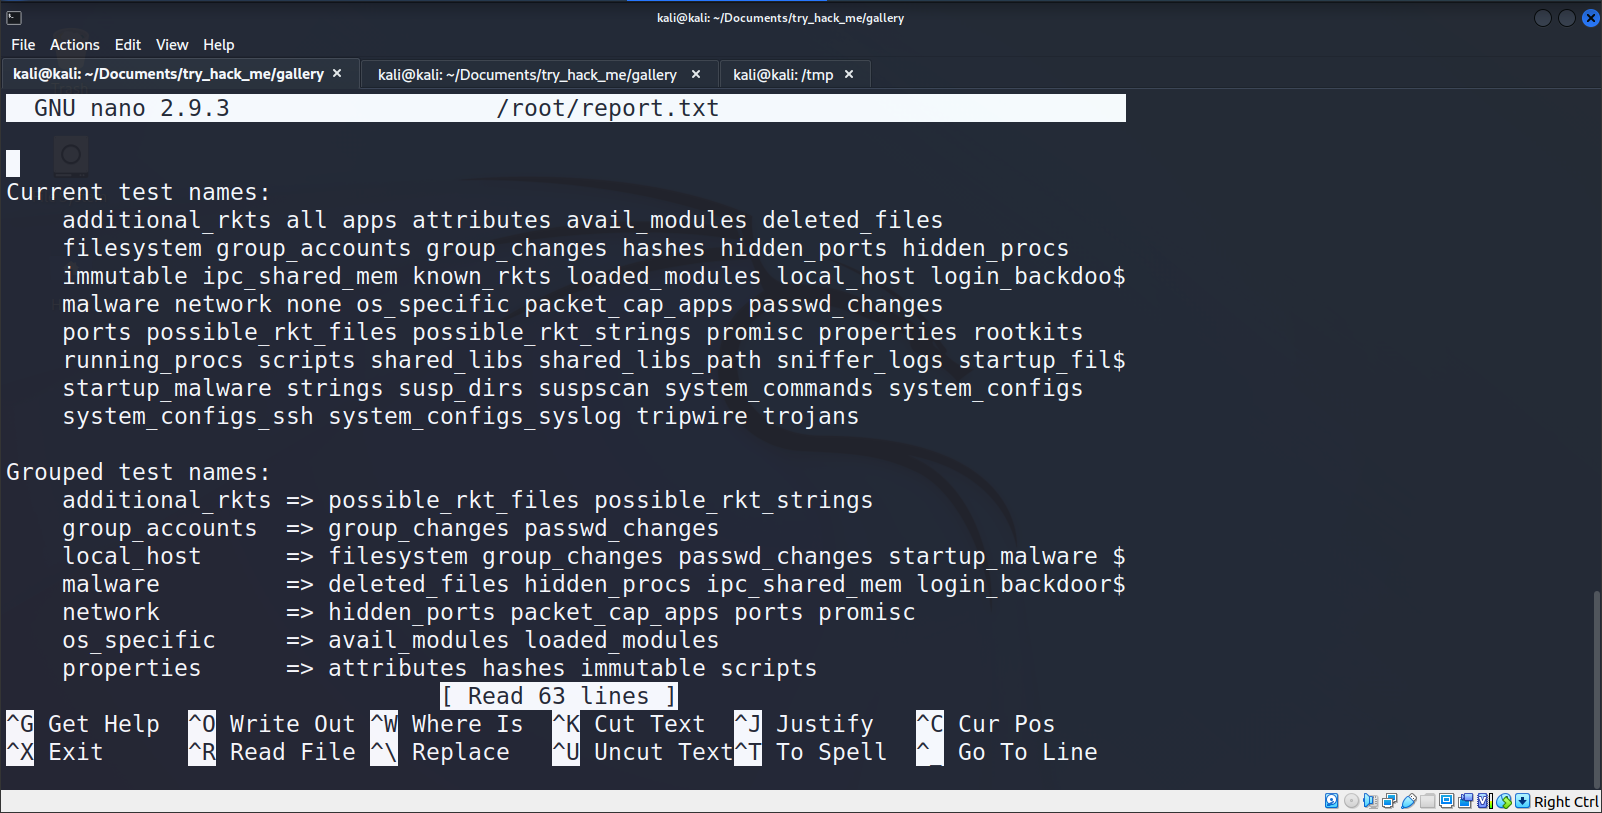 kali@kali: ~/Documents/try_hack_me/gallery
File Actions Edit View Help
kali@kali: ~/Documents/try_hack_me/gallery × kali@kali: ~/Documents/try_hack_me/gallery × kali@kali: /tmp ×
GNU nano 2.9.3 /root/report.txt
Current test names:
additional_rkts all apps attributes avail_modules deleted_files
filesystem group_accounts group_changes hashes hidden_ports hidden_procs
immutable ipc_shared_mem known_rkts loaded_modules local_host login_backdoo$
malware network none os_specific packet_cap_apps passwd_changes
ports possible_rkt_files possible_rkt_strings promisc properties rootkits
running_procs scripts shared_libs shared_libs_path sniffer_logs startup_fil$
startup_malware strings susp_dirs suspscan system_commands system_configs
system_configs_ssh system_configs_syslog tripwire trojans
Grouped test names:
additional_rkts => possible_rkt_files possible_rkt_strings
group_accounts => group_changes passwd_changes
local_host => filesystem group_changes passwd_changes startup_malware $
malware => deleted_files hidden_procs ipc_shared_mem login_backdoor$
network => hidden_ports packet_cap_apps ports promisc
os_specific => avail_modules loaded_modules
properties => attributes hashes immutable scripts
[ Read 63 lines ]
^G Get Help ^O Write Out ^W Where Is ^K Cut Text ^J Justify ^C Cur Pos
^X Exit ^R Read File ^\ Replace ^U Uncut Text ^T To Spell ^_ Go To Line
Right Ctrl